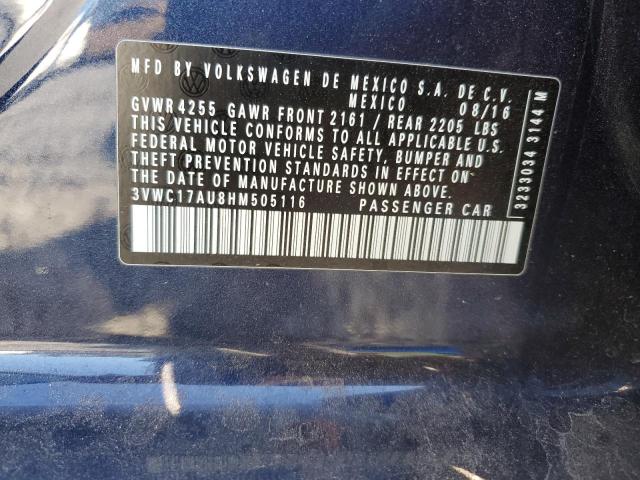 MFD BY VOLKSWAGEN DE MEXICO S.A. DE C.V.
MEXICO 08/16
GVWR 4255 GAWR FRONT 2161 / REAR 2205 LBS
THIS VEHICLE CONFORMS TO ALL APPLICABLE U.S.
FEDERAL MOTOR VEHICLE SAFETY, BUMPER AND
THEFT PREVENTION STANDARDS IN EFFECT ON
THE DATE OF MANUFACTURE SHOWN ABOVE.
3VWC17AU8HM505116 PASSENGER CAR
3233034 3144 M